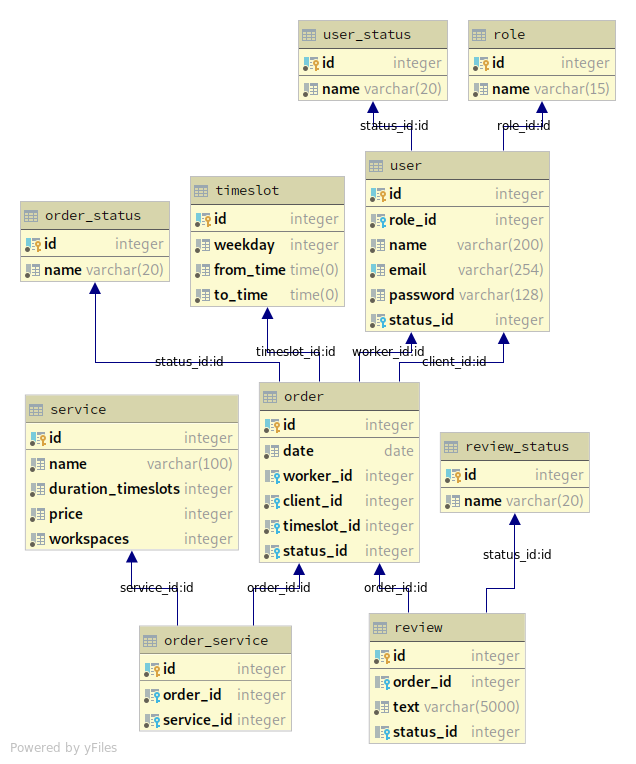 user_status
id integer
name varchar(20)
role
id integer
name varchar(15)
status_id:id
role_id:id
user
id integer
role_id integer
name varchar(200)
email varchar(254)
password varchar(128)
status_id integer
timeslot
id integer
weekday integer
from_time time(0)
to_time time(0)
order_status
id integer
name varchar(20)
status_id:id
timeslot_id:id
worker_id:id
client_id:id
order
id integer
date date
worker_id integer
client_id integer
timeslot_id integer
status_id integer
service
id integer
name varchar(100)
duration_timeslots integer
price integer
workspaces integer
review_status
id integer
name varchar(20)
status_id:id
service_id:id
order_id:id
order_id:id
order_service
id integer
order_id integer
service_id integer
review
id integer
order_id integer
text varchar(5000)
status_id integer
Powered by yFiles